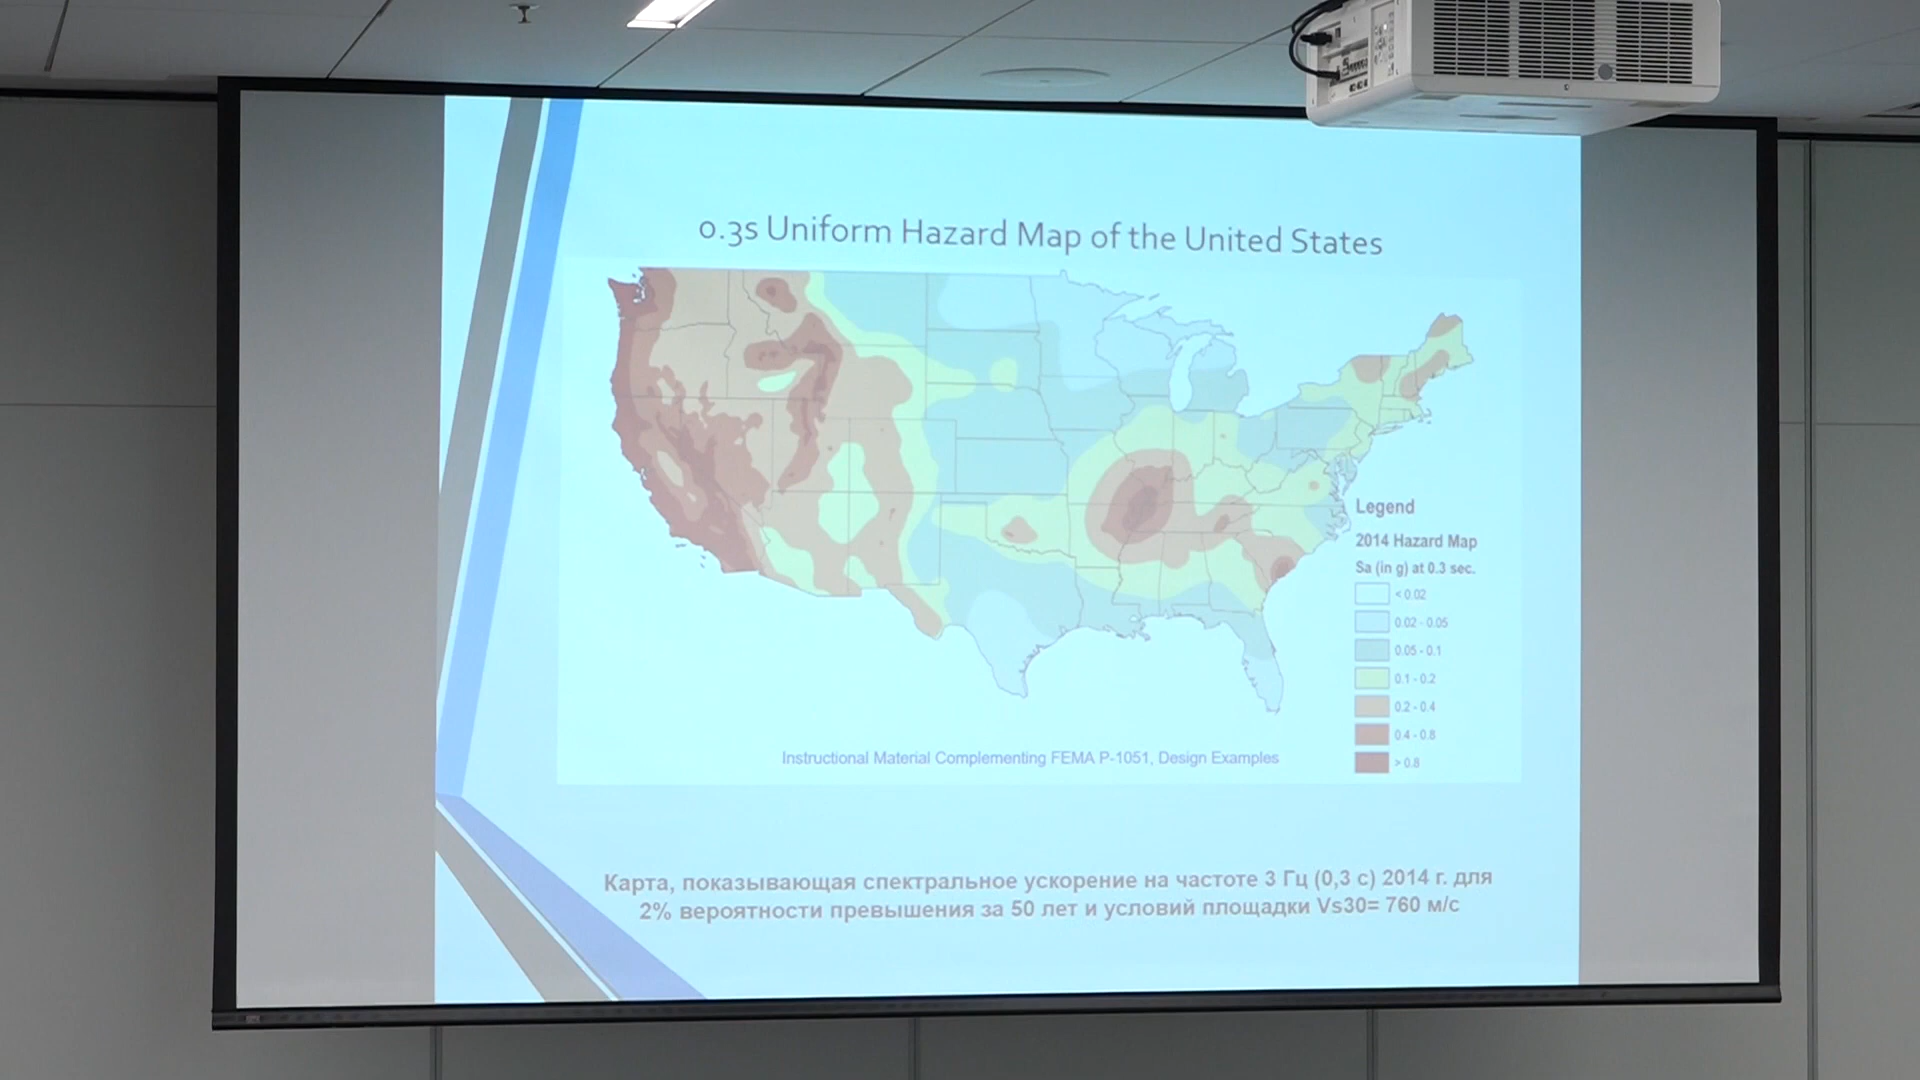 0.3s Uniform Hazard Map of the United States
Legend
2014 Hazard Map
Sa (in g) at 0.3 sec.
< 0.02
0.02 - 0.05
0.05 - 0.1
0.1 - 0.2
0.2 - 0.4
0.4 - 0.8
> 0.8
Instructional Material Complementing FEMA P-1051, Design Examples
Карта, показывающая спектральное ускорение на частоте 3 Гц (0,3 с) 2014 г. для
2% вероятности превышения за 50 лет и условий площадки Vs30= 760 м/с